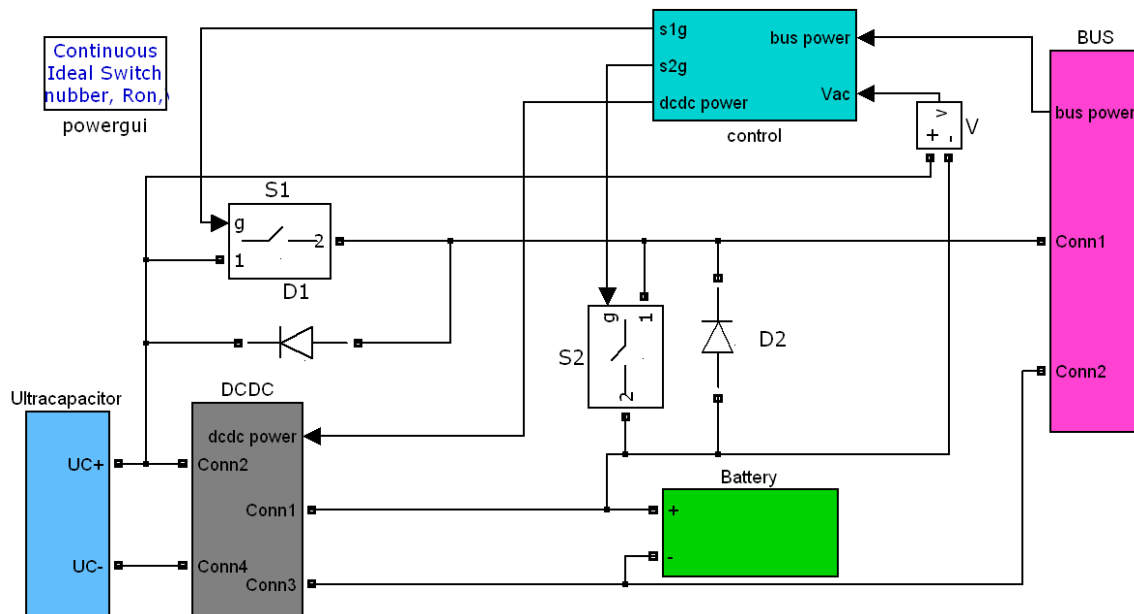 Continuous
Ideal Switch
nubber, Ron,\
powergui
s1g
s2g
dcdc power
bus power
Vac
control
v
+ -
V
BUS
bus power
Conn1
Conn2
S1
g
1
2
D1
g
1
2
S2
D2
Ultracapacitor
UC+
UC-
DCDC
dcdc power
Conn2
Conn1
Conn4
Conn3
Battery
+
-